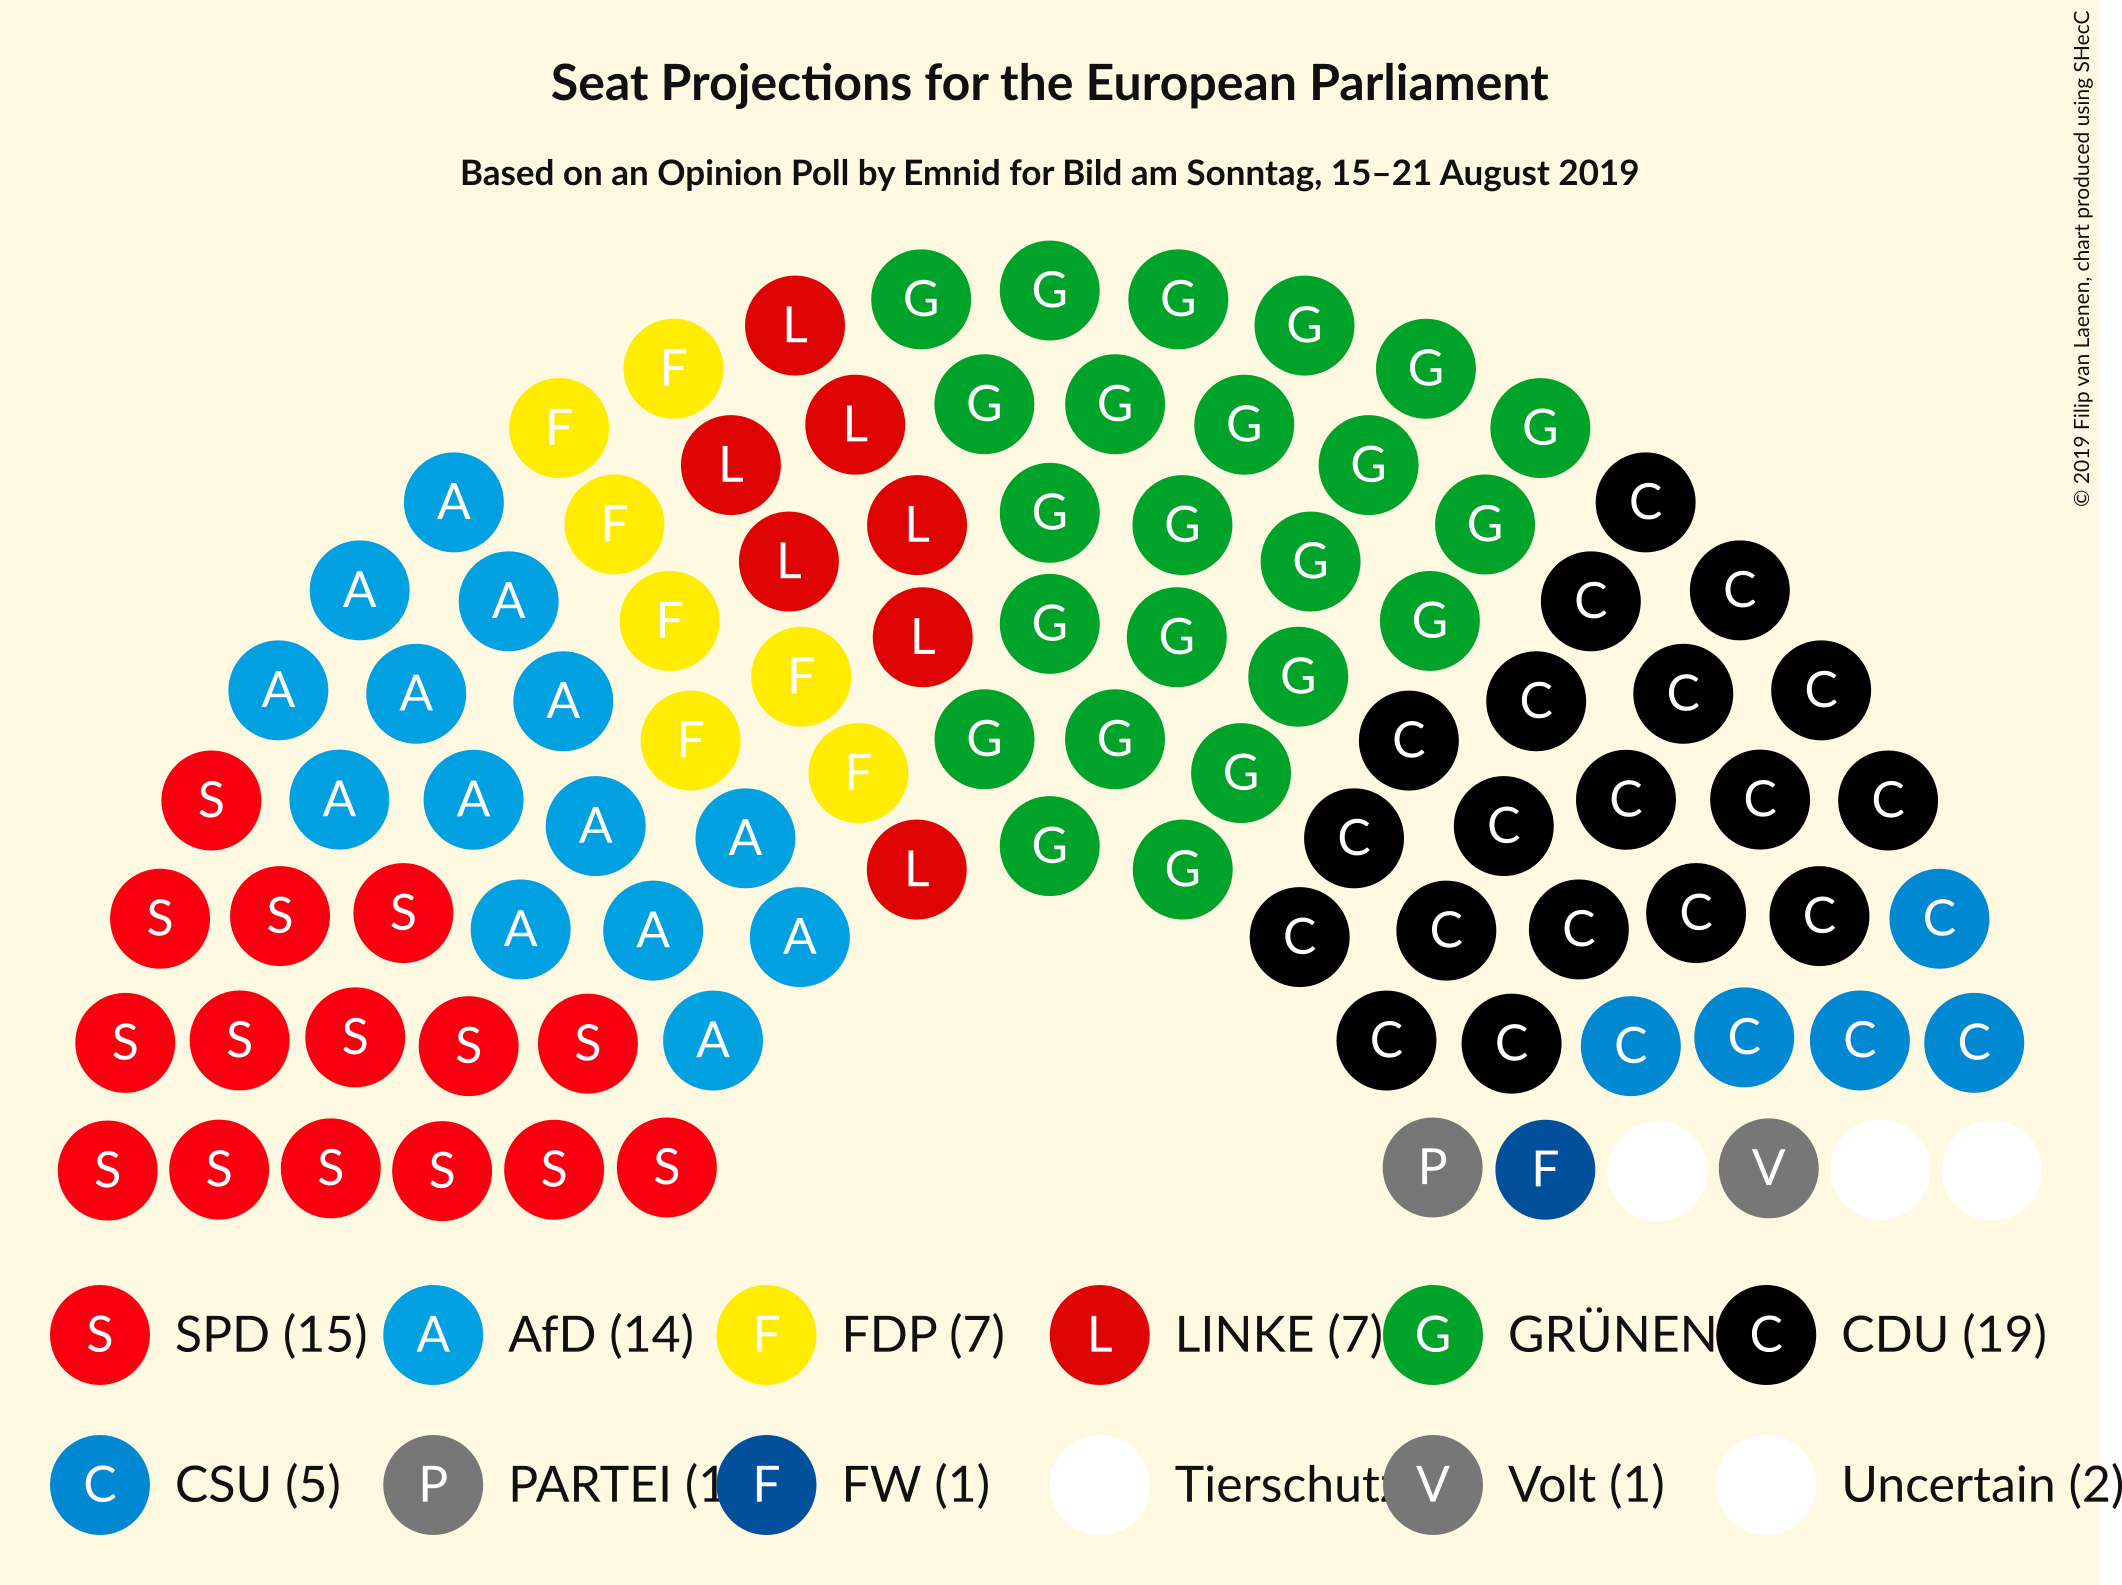 Seat Projections for the European Parliament
Based on an Opinion Poll by Emnid for Bild am Sonntag, 15–21 August 2019
© 2019 Filip van Laenen, chart produced using SHecC
G
L G G
F G
F G
L G G G
L G
A F G C
F L G G G
A A L G C C
F L G G C
A A A F G C C C
F G G G C
S A A F G C C C
A A L G G C C C
S S S A A A C C C C C C
S S S S S A C C C C C C
S S S S S S P F V
S SPD (15) A AfD (14) F FDP (7) L LINKE (7) G GRÜNEN C CDU (19)
C CSU (5) P PARTEI (1 F FW (1) Tierschutz V Volt (1) Uncertain (2)